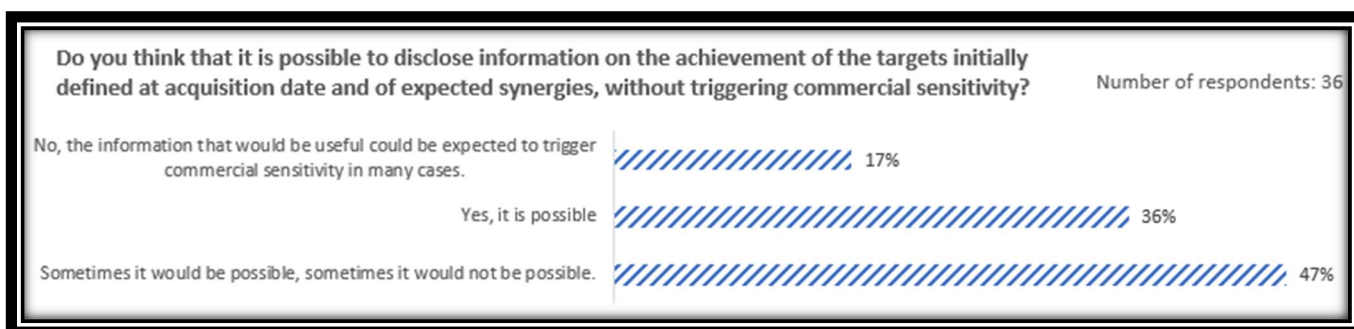 Do you think that it is possible to disclose information on the achievement of the targets initially
defined at acquisition date and of expected synergies, without triggering commercial sensitivity?
Number of respondents: 36
No, the information that would be useful could be expected to trigger
commercial sensitivity in many cases.
17%
Yes, it is possible
36%
Sometimes it would be possible, sometimes it would not be possible.
47%